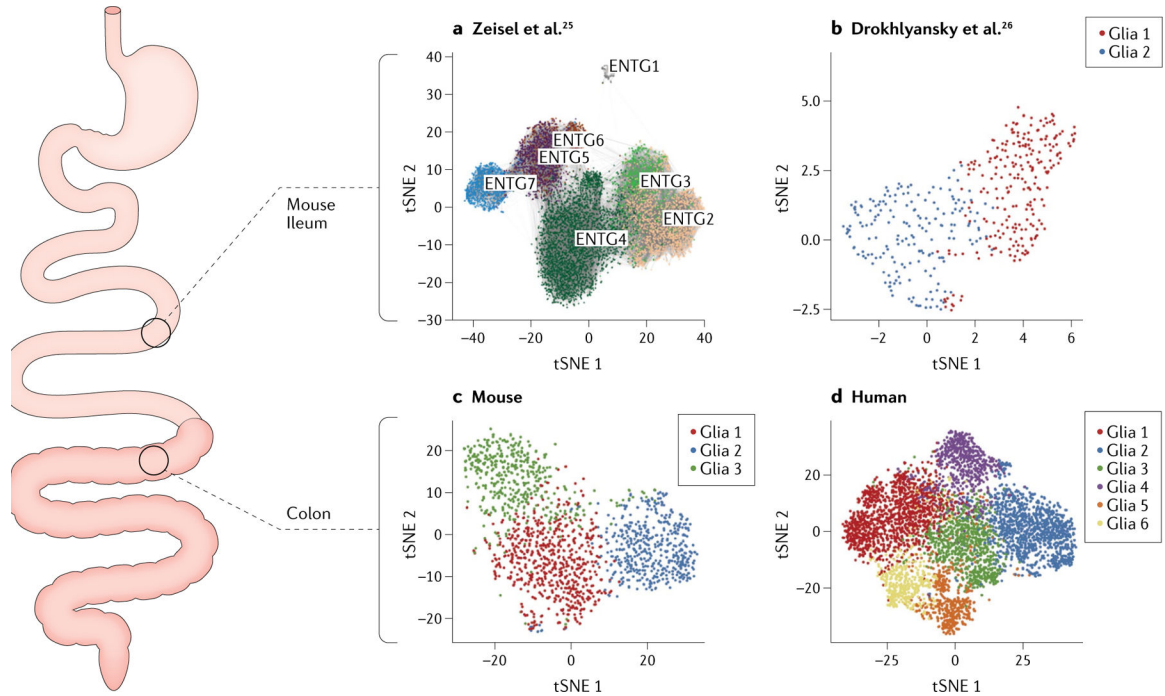 a Zeisel et al.25
40
30
20
10
0
−10
−20
−30
tSNE 2
ENTG1
ENTG6
ENTG5
ENTG7
ENTG3
ENTG2
ENTG4
−40
−20
0
20
40
tSNE 1
b Drokhlyansky et al.26
Glia 1
Glia 2
5.0
2.5
0.0
−2.5
tSNE 2
−2
0
2
4
6
tSNE 1
Mouse
Ileum
Colon
c Mouse
Glia 1
Glia 2
Glia 3
20
10
0
−10
−20
tSNE 2
−20
0
20
tSNE 1
d Human
Glia 1
Glia 2
Glia 3
Glia 4
Glia 5
Glia 6
20
0
−20
tSNE 2
−25
0
25
tSNE 1